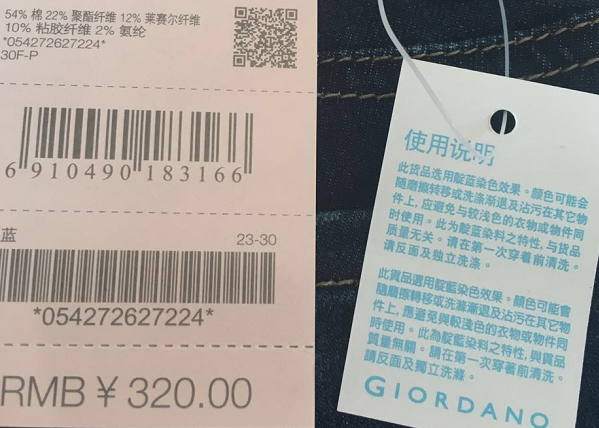 54% 棉 22% 聚酯纤维 12% 莱赛尔纤维
10% 粘胶纤维 2% 氨纶
*054272627224*
30F-P
6 910490 183166
蓝 23-30
*054272627224*
RMB ¥ 320.00
使用说明
此货品选用靛蓝染色效果。颜色可能会
随磨擦转移或洗涤渐退及沾污在其它物
件上,应避免与较浅色的衣物或物件同
时使用。此为靛蓝染料之特性,与货品
质量无关。请在第一次穿着前清洗。
请反面及独立洗涤。
此貨品選用靛藍染色效果。顏色可能會
隨磨擦轉移或洗滌漸退及沾污在其它物
件上,應避免與較淺色的衣物或物件同
時使用。此為靛藍染料之特性,與貨品
質量無關。請在第一次穿着前清洗。
請反面及獨立洗滌。
GIORDANO